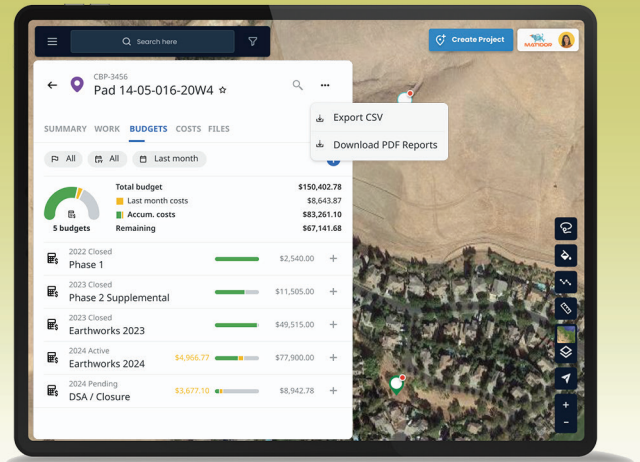 Search here
Create Project
MATIDOR
CBP-3456
Pad 14-05-016-20W4
Export CSV
Download PDF Reports
SUMMARY WORK BUDGETS COSTS FILES
All All Last month
Total budget $150,402.78
Last month costs $8,643.87
Accum. costs $83,261.10
5 budgets Remaining $67,141.68
2022 Closed
Phase 1 $2,540.00 +
2023 Closed
Phase 2 Supplemental $11,505.00 +
2023 Closed
Earthworks 2023 $49,515.00 +
2024 Active
Earthworks 2024 $4,966.77 $77,900.00 +
2024 Pending
DSA / Closure $3,677.10 $8,942.78 +
+
-